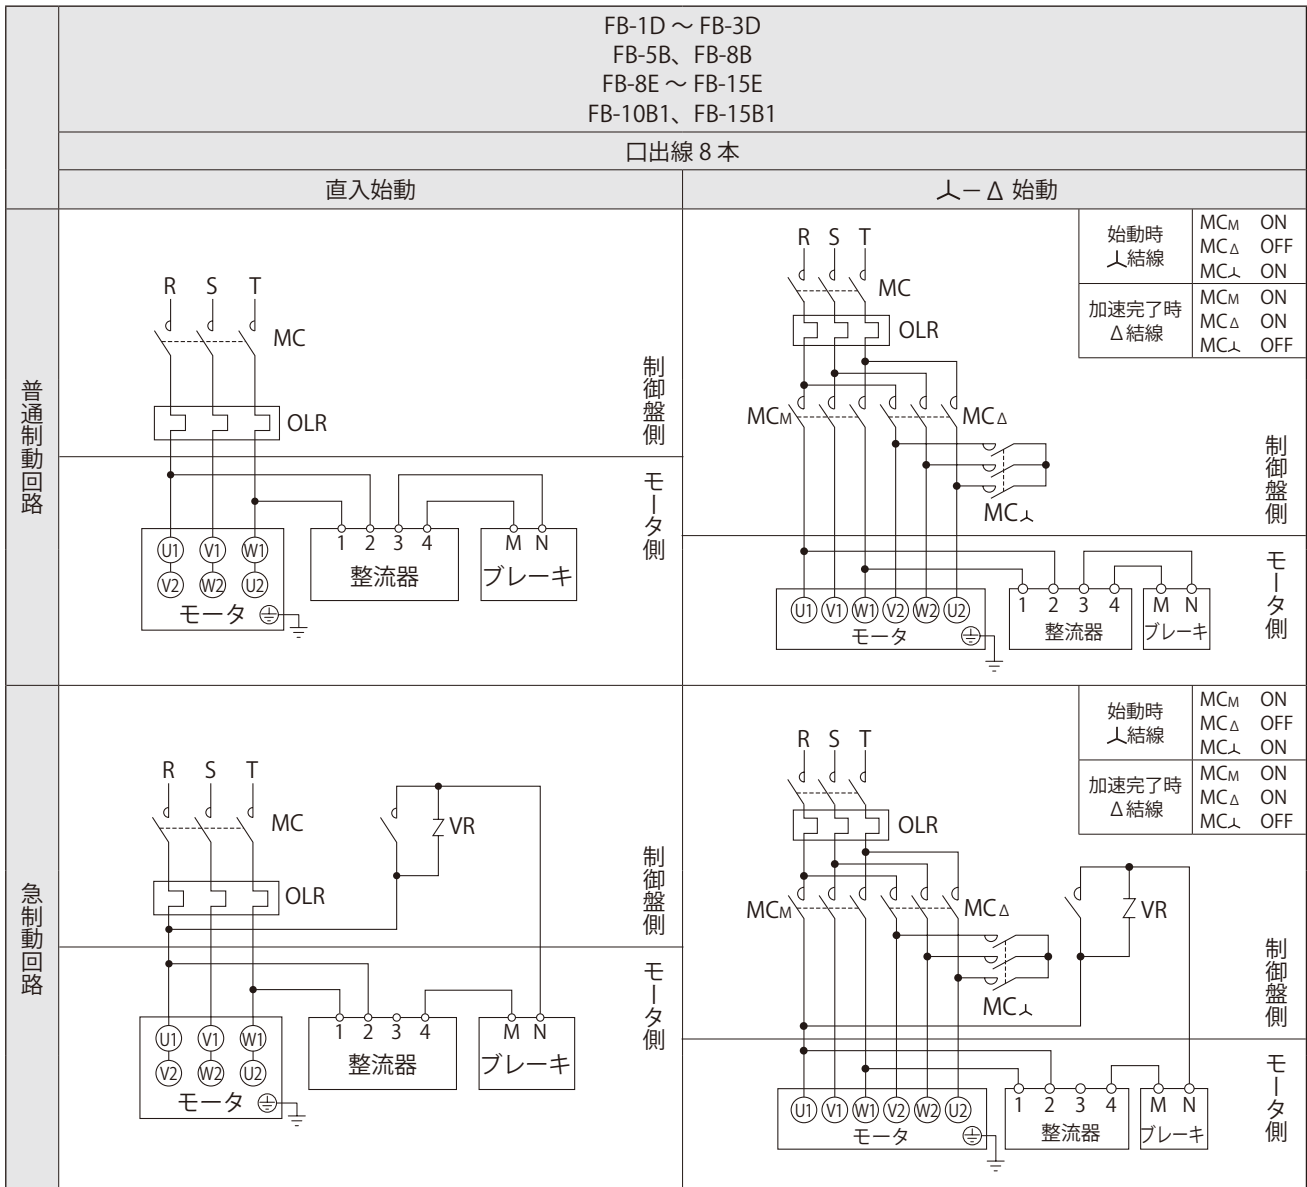 FB-1D ～ FB-3D
FB-5B、FB-8B
FB-8E ～ FB-15E
FB-10B1、FB-15B1
口出線 8 本
直入始動
人－Δ 始動
普通制動回路
R S T
MC
OLR
制御盤側
モータ側
U1 V1 W1
V2 W2 U2
モータ
1 2 3 4
整流器
M N
ブレーキ
始動時
人結線
MCM ON
MCΔ OFF
MC人 ON
加速完了時
Δ結線
MCM ON
MCΔ ON
MC人 OFF
R S T
MC
OLR
MCM
MCΔ
MC人
制御盤側
モータ側
U1 V1 W1 V2 W2 U2
モータ
1 2 3 4
整流器
M N
ブレーキ
急制動回路
R S T
MC
VR
OLR
制御盤側
モータ側
U1 V1 W1
V2 W2 U2
モータ
1 2 3 4
整流器
M N
ブレーキ
始動時
人結線
MCM ON
MCΔ OFF
MC人 ON
加速完了時
Δ結線
MCM ON
MCΔ ON
MC人 OFF
R S T
OLR
MCM
MCΔ
VR
MC人
制御盤側
モータ側
U1 V1 W1 V2 W2 U2
モータ
1 2 3 4
整流器
M N
ブレーキ